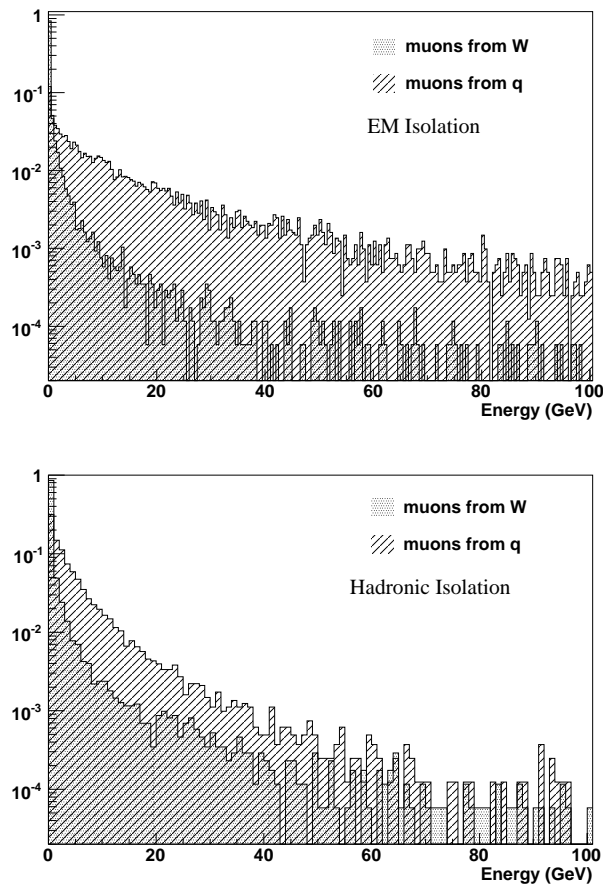 1
muons from W
muons from q
10⁻¹
EM Isolation
10⁻²
10⁻³
10⁻⁴
0 20 40 60 80 100
Energy (GeV)
1
muons from W
muons from q
10⁻¹
Hadronic Isolation
10⁻²
10⁻³
10⁻⁴
0 20 40 60 80 100
Energy (GeV)